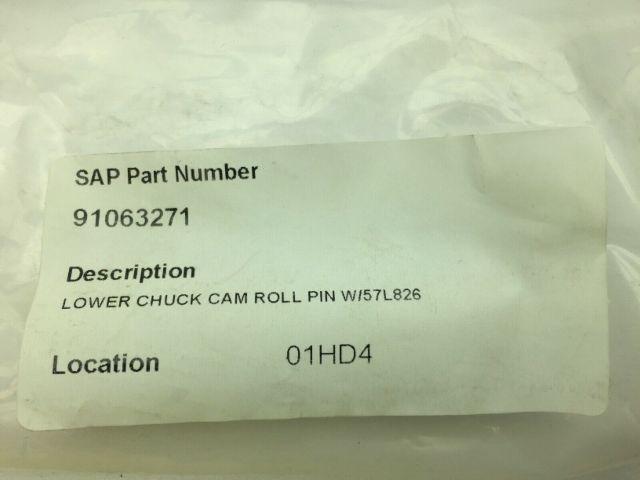 SAP Part Number
91063271
Description
LOWER CHUCK CAM ROLL PIN W/57L826
Location 01HD4